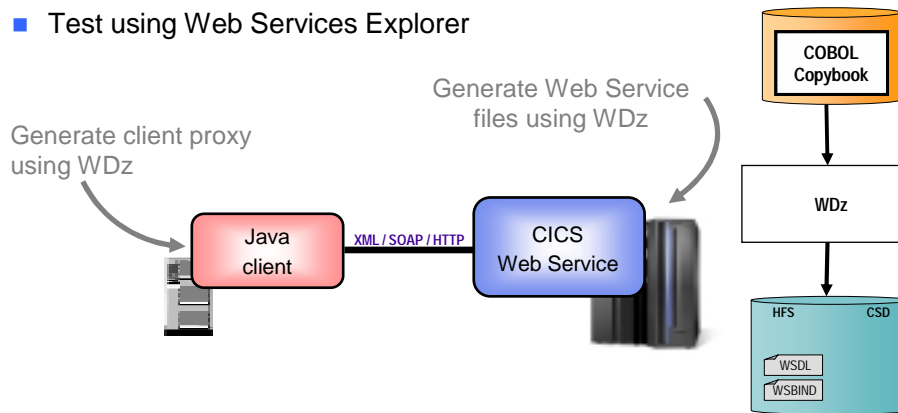 Test using Web Services Explorer
Generate client proxy
using WDz
Generate Web Service
files using WDz
Java
client
XML / SOAP / HTTP
CICS
Web Service
COBOL
Copybook
WDz
HFS CSD
WSDL
WSBIND